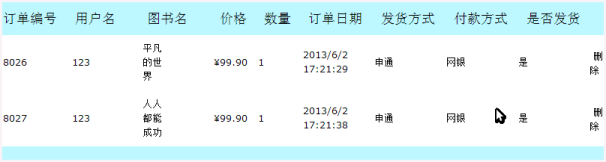 订单编号 用户名 图书名 价格 数量 订单日期 发货方式 付款方式 是否发货
8026 123 平凡的世界 ¥99.90 1 2013/6/2 17:21:29 申通 网银 是 删除
8027 123 人人都能成功 ¥99.90 1 2013/6/2 17:21:38 申通 网银 是 删除